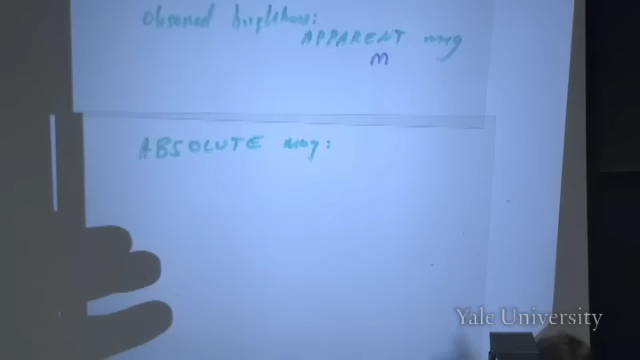 Observed brightness:
APPARENT mag
m
ABSOLUTE mag:
Yale University